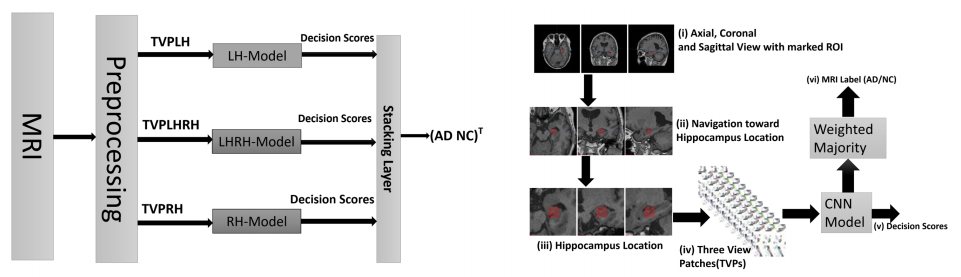 MRI
Preprocessing
TVPLH
LH-Model
Decision Scores
TVPLHRH
LHRH-Model
Decision Scores
TVPRH
RH-Model
Decision Scores
Stacking Layer
(AD NC)ᵀ
(i) Axial, Coronal
and Sagittal View with marked ROI
(ii) Navigation toward
Hippocampus Location
(iii) Hippocampus Location
(iv) Three View
Patches(TVPs)
CNN
Model
(v) Decision Scores
Weighted
Majority
(vi) MRI Label (AD/NC)